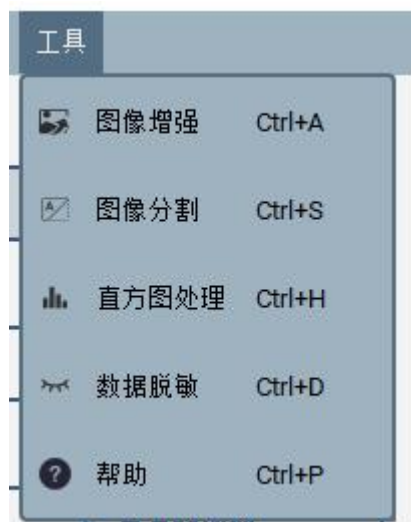 工具
图像增强 Ctrl+A
图像分割 Ctrl+S
直方图处理 Ctrl+H
数据脱敏 Ctrl+D
帮助 Ctrl+P